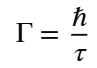 Γ = ħ/τ